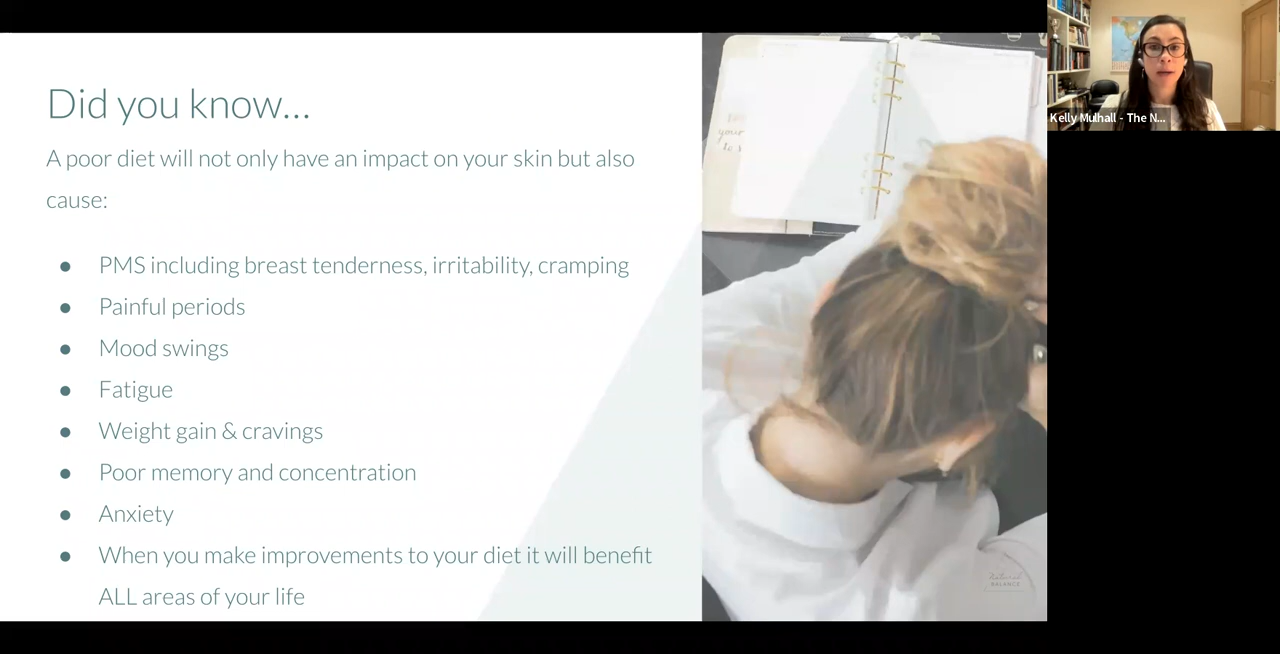 Did you know...
A poor diet will not only have an impact on your skin but also
cause:
● PMS including breast tenderness, irritability, cramping
● Painful periods
● Mood swings
● Fatigue
● Weight gain & cravings
● Poor memory and concentration
● Anxiety
● When you make improvements to your diet it will benefit
ALL areas of your life
your
BALANCE
Kelly Mulhall - The N...